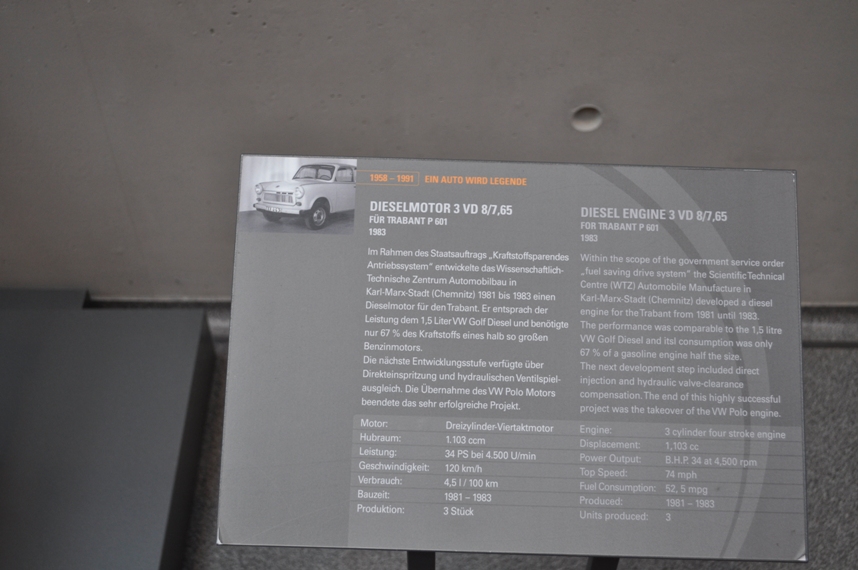 1958 – 1991 EIN AUTO WIRD LEGENDE
DIESELMOTOR 3 VD 8/7,65
FÜR TRABANT P 601
1983
Im Rahmen des Staatsauftrags „Kraftstoffsparendes
Antriebssystem" entwickelte das Wissenschaftlich-
Technische Zentrum Automobilbau in
Karl-Marx-Stadt (Chemnitz) 1981 bis 1983 einen
Dieselmotor für den Trabant. Er entsprach der
Leistung dem 1,5 Liter VW Golf Diesel und benötigte
nur 67 % des Kraftstoffs eines halb so großen
Benzinmotors.
Die nächste Entwicklungsstufe verfügte über
Direkteinspritzung und hydraulischen Ventilspiel-
ausgleich. Die Übernahme des VW Polo Motors
beendete das sehr erfolgreiche Projekt.
Motor: Dreizylinder-Viertaktmotor
Hubraum: 1.103 ccm
Leistung: 34 PS bei 4.500 U/min
Geschwindigkeit: 120 km/h
Verbrauch: 4,5 l / 100 km
Bauzeit: 1981 – 1983
Produktion: 3 Stück
DIESEL ENGINE 3 VD 8/7,65
FOR TRABANT P 601
1983
Within the scope of the government service order
„fuel saving drive system" the Scientific Technical
Centre (WTZ) Automobile Manufacture in
Karl-Marx-Stadt (Chemnitz) developed a diesel
engine for the Trabant from 1981 until 1983.
The performance was comparable to the 1,5 litre
VW Golf Diesel and itsl consumption was only
67 % of a gasoline engine half the size.
The next development step included direct
injection and hydraulic valve-clearance
compensation. The end of this highly successful
project was the takeover of the VW Polo engine.
Engine: 3 cylinder four stroke engine
Displacement: 1,103 cc
Power Output: B.H.P. 34 at 4,500 rpm
Top Speed: 74 mph
Fuel Consumption: 52, 5 mpg
Produced: 1981 – 1983
Units produced: 3